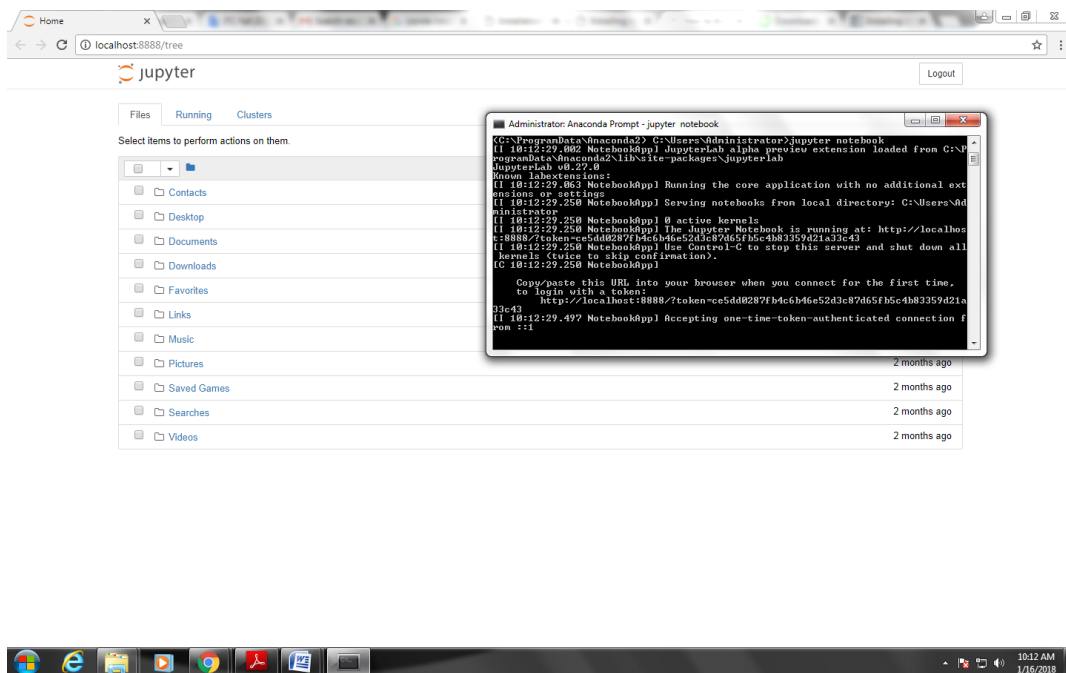 Home
localhost:8888/tree
jupyter
Logout
Files Running Clusters
Select items to perform actions on them.
Contacts
Desktop
Documents
Downloads
Favorites
Links
Music
Pictures 2 months ago
Saved Games 2 months ago
Searches 2 months ago
Videos 2 months ago
Administrator: Anaconda Prompt - jupyter notebook
(C:\ProgramData\Anaconda2) C:\Users\Administrator>jupyter notebook
[I 10:12:29.002 NotebookApp] JupyterLab alpha preview extension loaded from C:\P
rogramData\Anaconda2\lib\site-packages\jupyterlab
JupyterLab v0.27.0
Known labextensions:
[I 10:12:29.063 NotebookApp] Running the core application with no additional ext
ensions or settings
[I 10:12:29.250 NotebookApp] Serving notebooks from local directory: C:\Users\Ad
ministrator
[I 10:12:29.250 NotebookApp] 0 active kernels
[I 10:12:29.250 NotebookApp] The Jupyter Notebook is running at: http://localhos
t:8888/?token=ce5dd0287fb4c6b46e52d3c87d65fb5c4b83359d21a33c43
[I 10:12:29.250 NotebookApp] Use Control-C to stop this server and shut down all
kernels (twice to skip confirmation).
[C 10:12:29.250 NotebookApp]
Copy/paste this URL into your browser when you connect for the first time,
to login with a token:
http://localhost:8888/?token=ce5dd0287fb4c6b46e52d3c87d65fb5c4b83359d21a
33c43
[I 10:12:29.497 NotebookApp] Accepting one-time-token-authenticated connection f
rom ::1
10:12 AM
1/16/2018